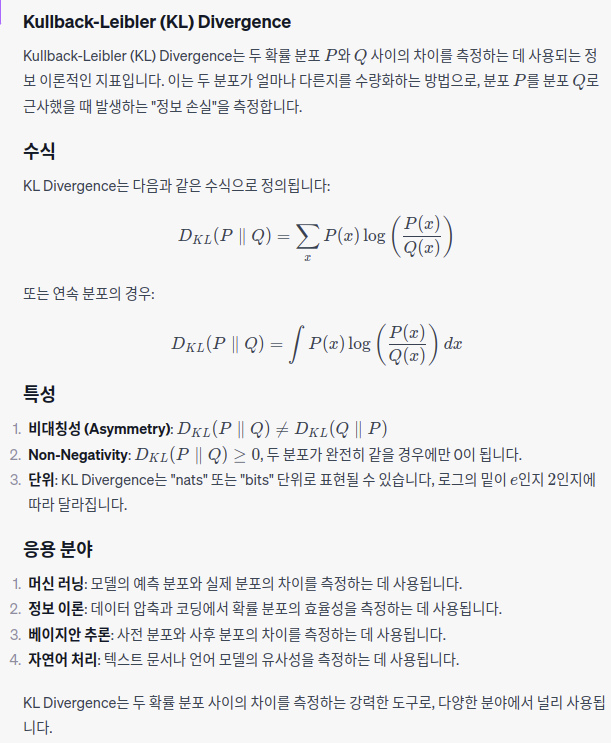 Kullback-Leibler (KL) Divergence
Kullback-Leibler (KL) Divergence는 두 확률 분포 P와 Q 사이의 차이를 측정하는 데 사용되는 정
보 이론적인 지표입니다. 이는 두 분포가 얼마나 다른지를 수량화하는 방법으로, 분포 P를 분포 Q로
근사했을 때 발생하는 "정보 손실"을 측정합니다.
수식
KL Divergence는 다음과 같은 수식으로 정의됩니다:
D_{KL}(P ∥ Q) = \sum_x P(x) log (P(x)/Q(x))
또는 연속 분포의 경우:
D_{KL}(P ∥ Q) = ∫ P(x) log (P(x)/Q(x)) dx
특성
1. 비대칭성 (Asymmetry): D_{KL}(P ∥ Q) ≠ D_{KL}(Q ∥ P)
2. Non-Negativity: D_{KL}(P ∥ Q) ≥ 0, 두 분포가 완전히 같을 경우에만 0이 됩니다.
3. 단위: KL Divergence는 "nats" 또는 "bits" 단위로 표현될 수 있습니다, 로그의 밑이 e인지 2인지에
따라 달라집니다.
응용 분야
1. 머신 러닝: 모델의 예측 분포와 실제 분포의 차이를 측정하는 데 사용됩니다.
2. 정보 이론: 데이터 압축과 코딩에서 확률 분포의 효율성을 측정하는 데 사용됩니다.
3. 베이지안 추론: 사전 분포와 사후 분포의 차이를 측정하는 데 사용됩니다.
4. 자연어 처리: 텍스트 문서나 언어 모델의 유사성을 측정하는 데 사용됩니다.
KL Divergence는 두 확률 분포 사이의 차이를 측정하는 강력한 도구로, 다양한 분야에서 널리 사용됩
니다.